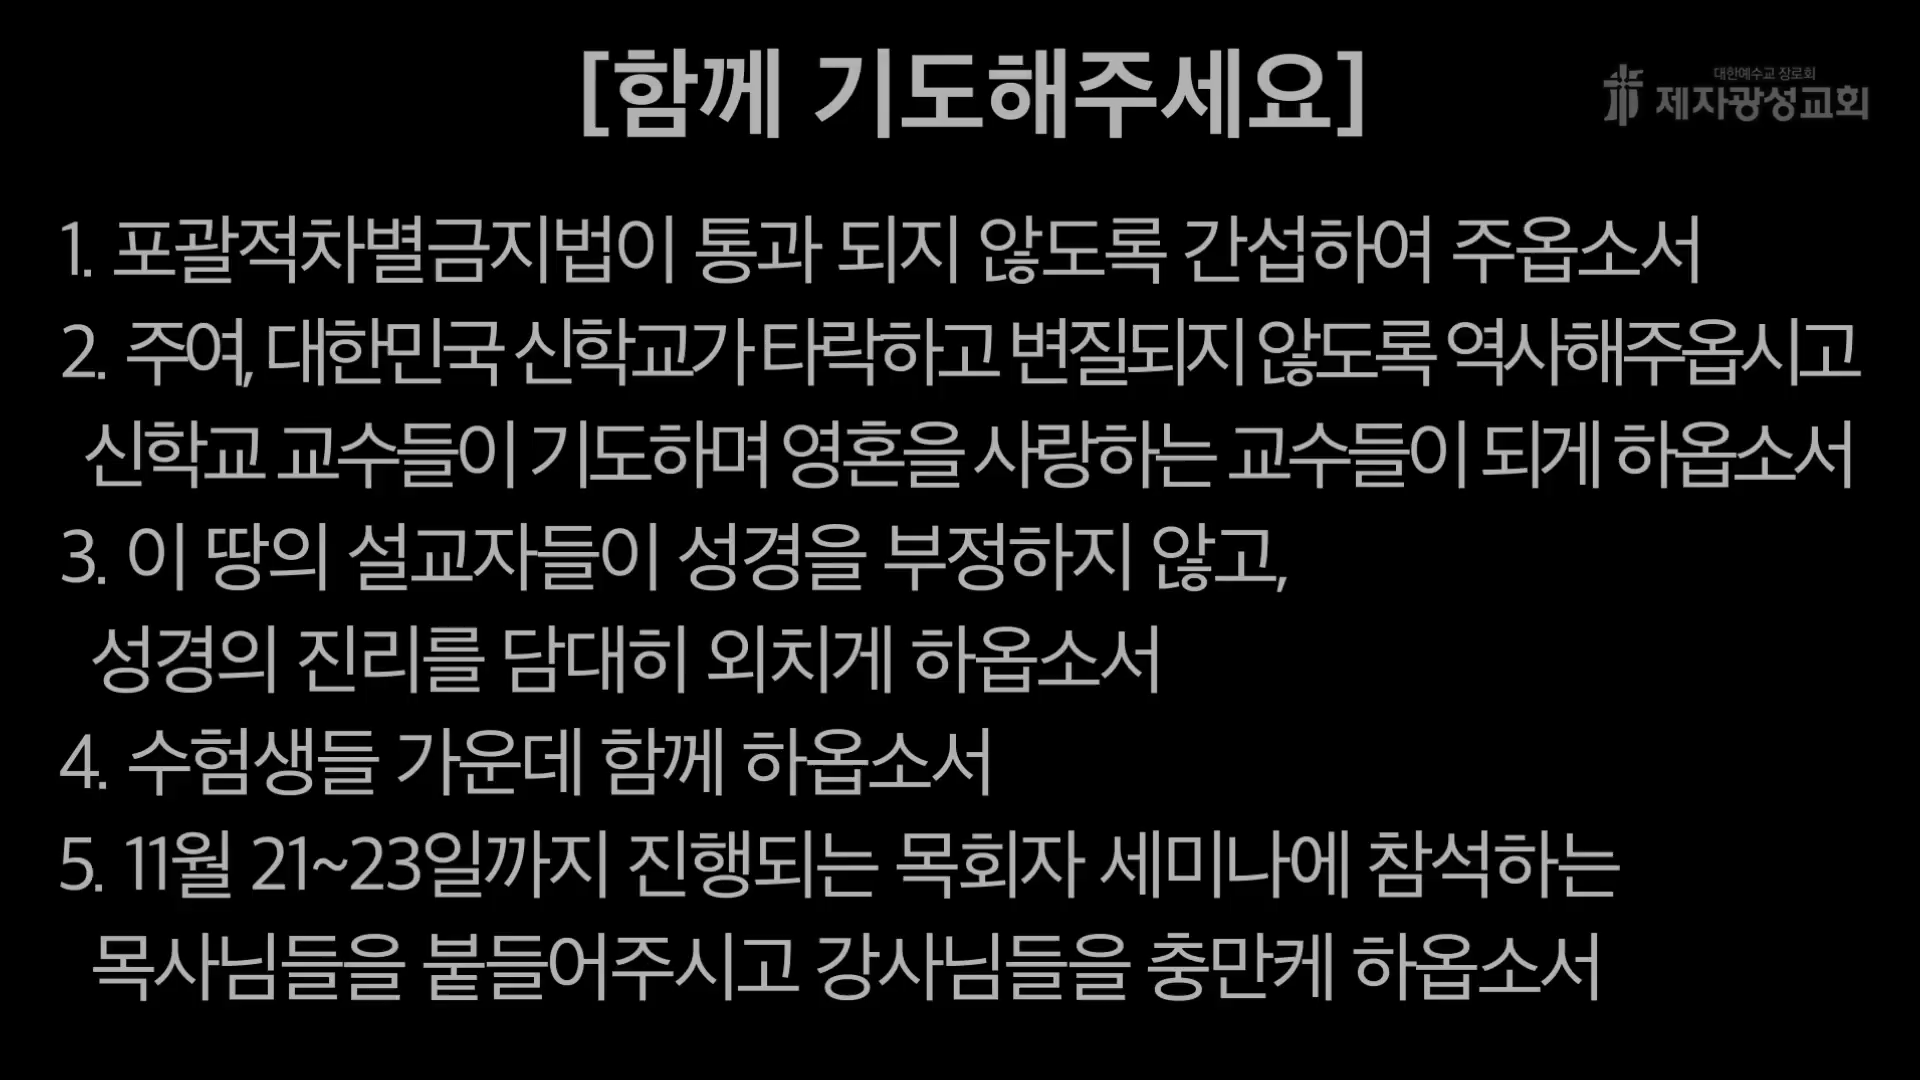 [함께 기도해주세요]
대한예수교 장로회
제자광성교회
1. 포괄적차별금지법이 통과 되지 않도록 간섭하여 주옵소서
2. 주여, 대한민국 신학교가 타락하고 변질되지 않도록 역사해주옵시고
신학교 교수들이 기도하며 영혼을 사랑하는 교수들이 되게 하옵소서
3. 이 땅의 설교자들이 성경을 부정하지 않고,
성경의 진리를 담대히 외치게 하옵소서
4. 수험생들 가운데 함께 하옵소서
5. 11월 21~23일까지 진행되는 목회자 세미나에 참석하는
목사님들을 붙들어주시고 강사님들을 충만케 하옵소서